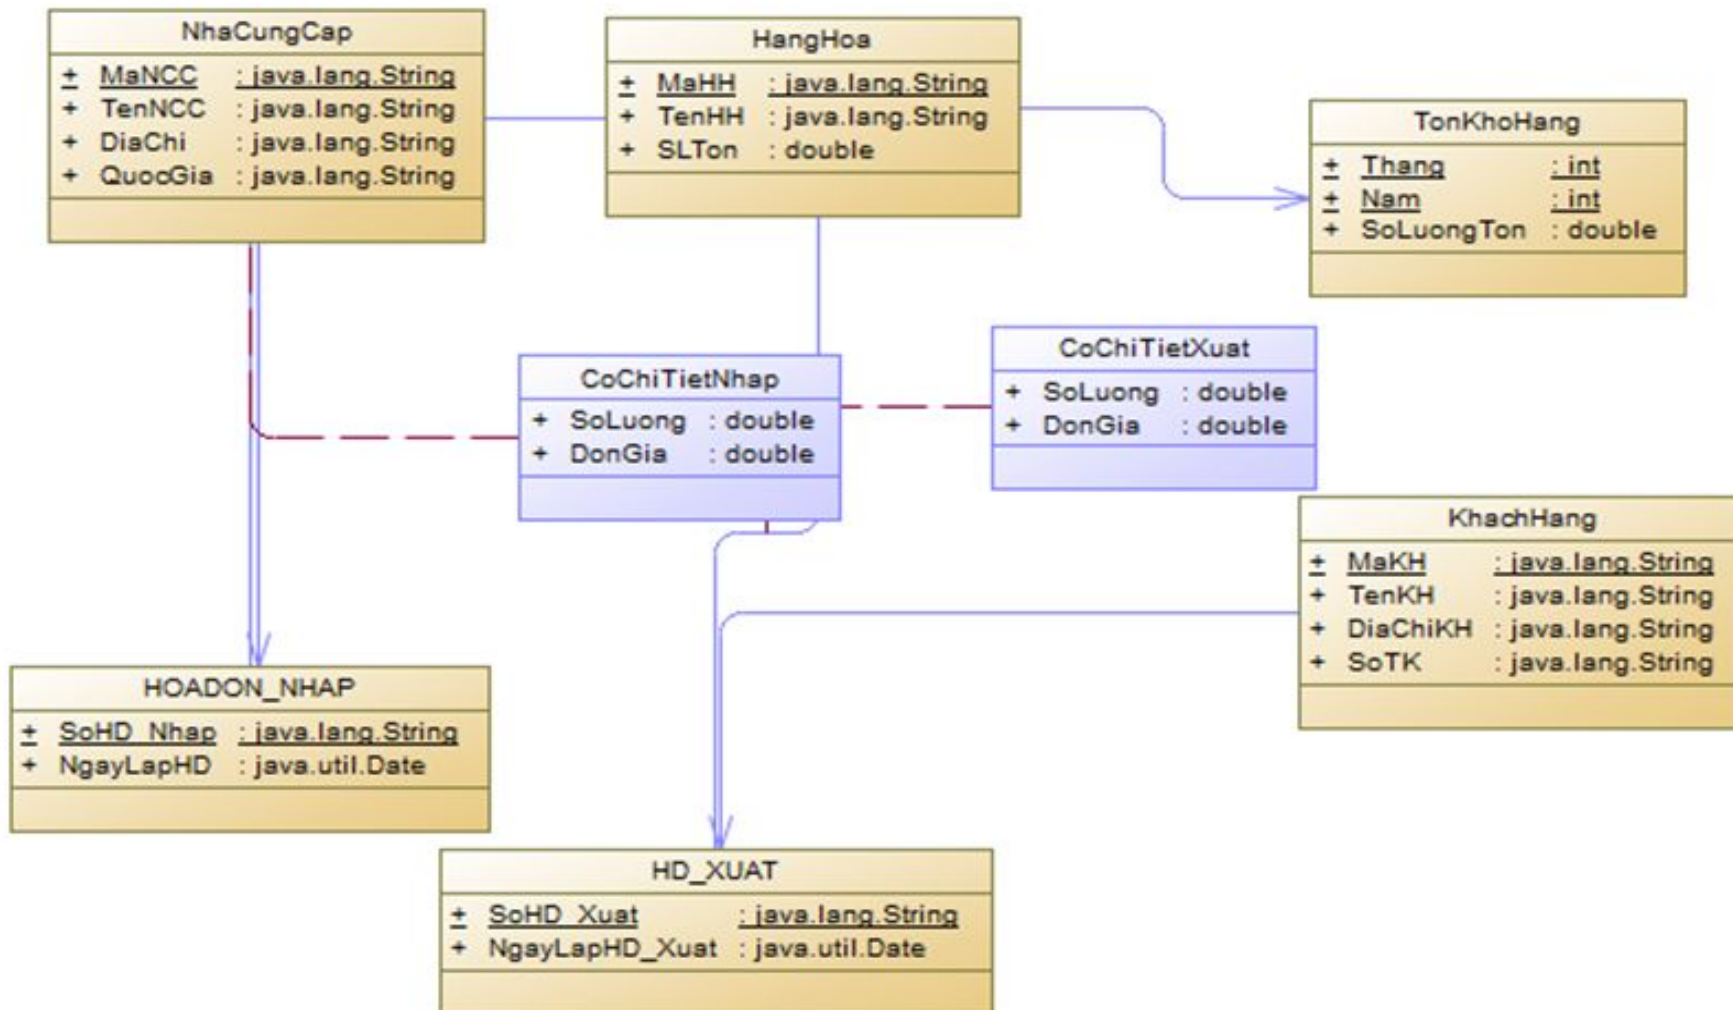 NhaCungCap
+ MaNCC : java.lang.String
+ TenNCC : java.lang.String
+ DiaChi : java.lang.String
+ QuocGia : java.lang.String
HangHoa
+ MaHH : java.lang.String
+ TenHH : java.lang.String
+ SLTon : double
TonKhoHang
+ Thang : int
+ Nam : int
+ SoLuongTon : double
CoChiTietNhap
+ SoLuong : double
+ DonGia : double
CoChiTietXuat
+ SoLuong : double
+ DonGia : double
KhachHang
+ MaKH : java.lang.String
+ TenKH : java.lang.String
+ DiaChiKH : java.lang.String
+ SoTK : java.lang.String
HOADON_NHAP
+ SoHD_Nhap : java.lang.String
+ NgayLapHD : java.util.Date
HD_XUAT
+ SoHD_Xuat : java.lang.String
+ NgayLapHD_Xuat : java.util.Date